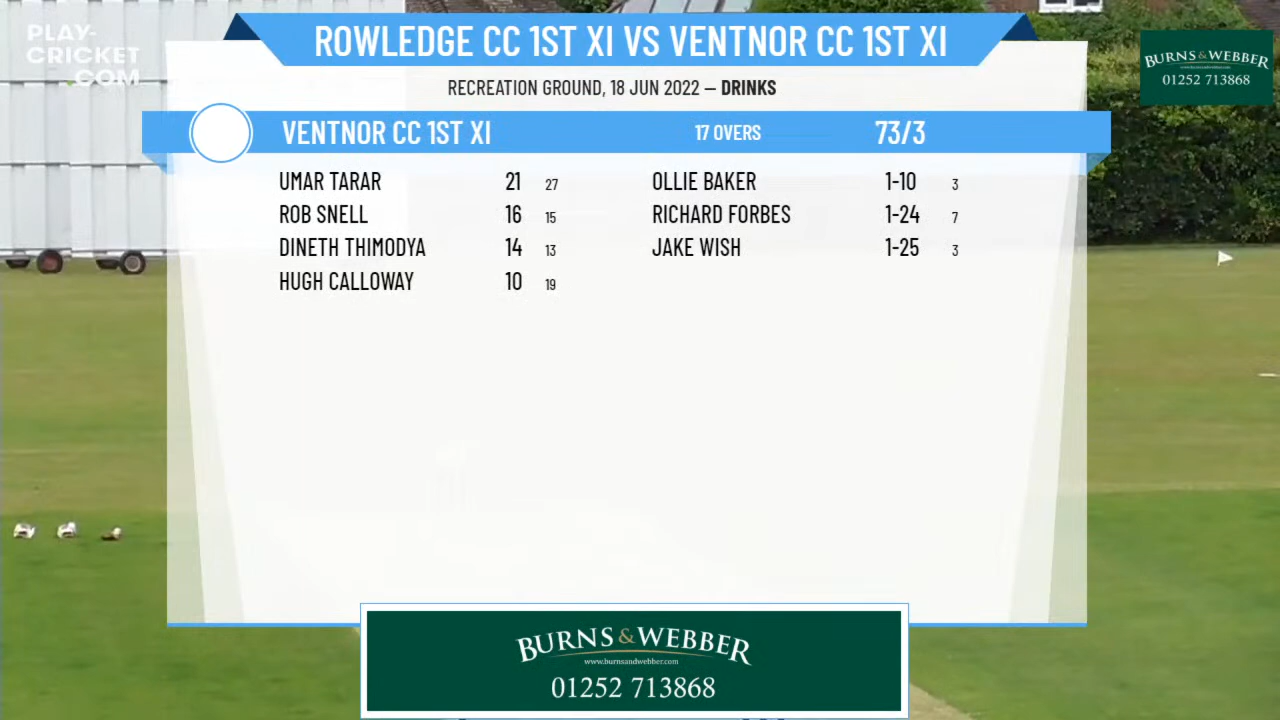 PLAY-
CRICKET
.COM
ROWLEDGE CC 1ST XI VS VENTNOR CC 1ST XI
BURNS & WEBBER
01252 713868
RECREATION GROUND, 18 JUN 2022 – DRINKS
VENTNOR CC 1ST XI 17 OVERS 73/3
UMAR TARAR 21 27 OLLIE BAKER 1-10 3
ROB SNELL 16 15 RICHARD FORBES 1-24 7
DINETH THIMODYA 14 13 JAKE WISH 1-25 3
HUGH CALLOWAY 10 19
BURNS & WEBBER
www.burnsandwebber.com
01252 713868